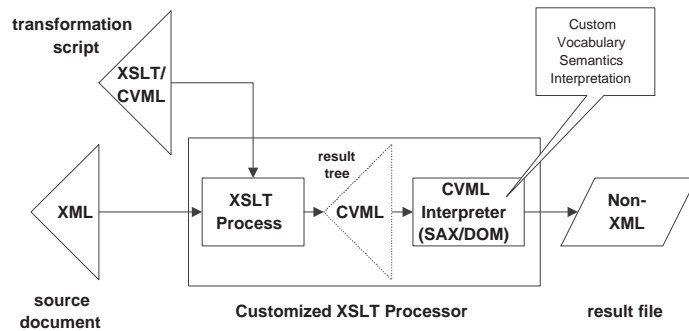 transformation
script
XSLT/
CVML
Custom
Vocabulary
Semantics
Interpretation
XML
XSLT
Process
result
tree
CVML
CVML
Interpreter
(SAX/DOM)
Non-
XML
source
document
Customized XSLT Processor
result file